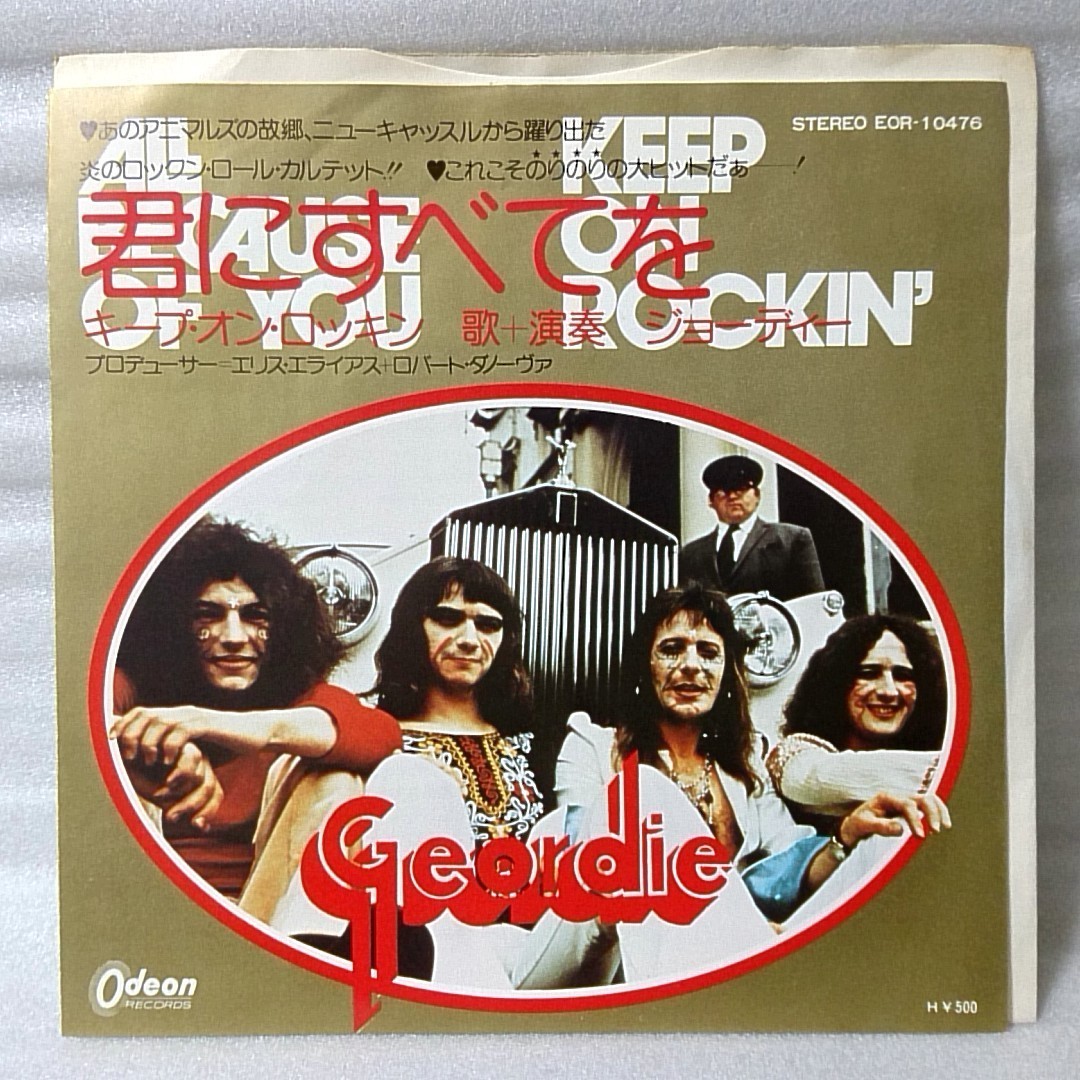 ♥あのアニマルズの故郷、ニューキャッスルから躍り出た
炎のロックン・ロール・カルテット!! ♥これこそのりのりの大ヒットだぁ——!
STEREO EOR-10476
ALL
BECAUSE
OF YOU
KEEP
ON
ROCKIN'
君にすべてを
キープ・オン・ロッキン 歌+演奏 ジョーディー
プロデューサー=エリス・エライアス+ロバート・ダノーヴァ
Geordie
Odeon
RECORDS
H¥500